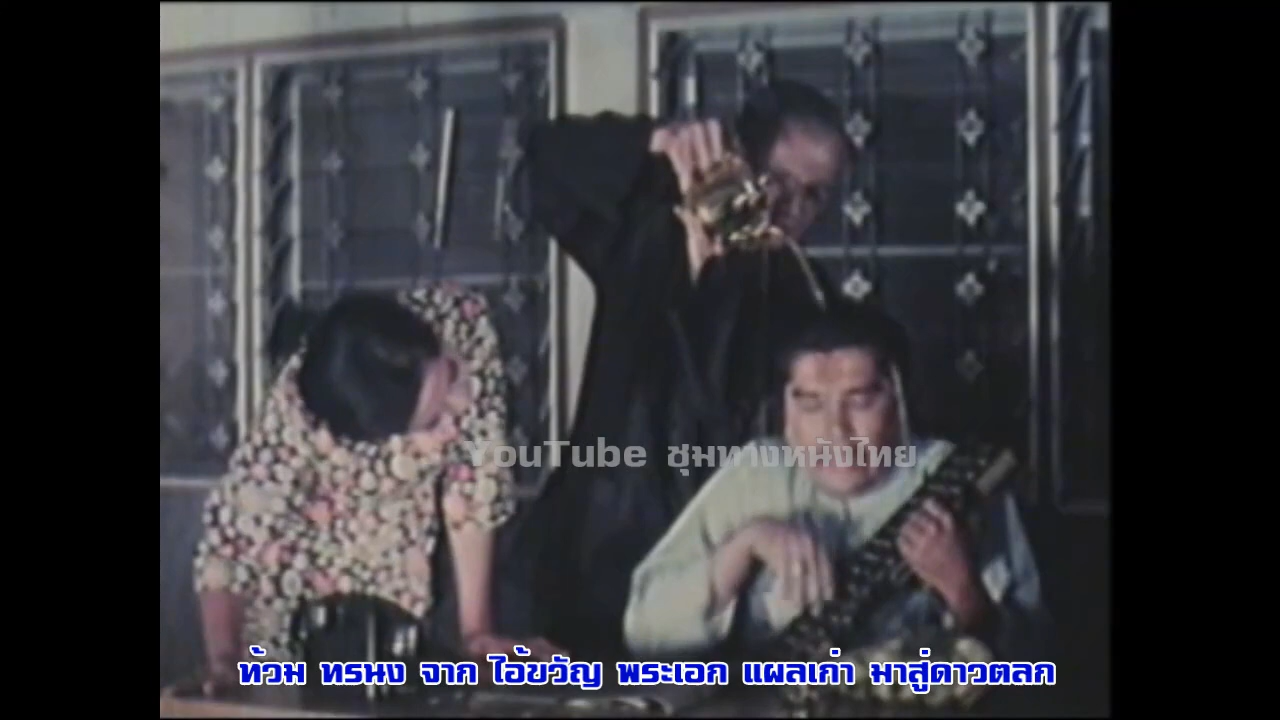 YouTube ชุมทางหนังไทย
ท้วม ทรนง จาก ไอ้ขวัญ พระเอก แผลเก่า มาสู่ดาวตลก